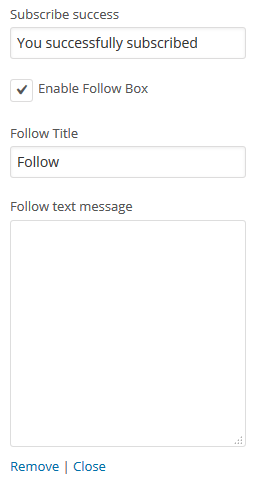 Subscribe success
You successfully subscribed
Enable Follow Box
Follow Title
Follow
Follow text message
Remove | Close